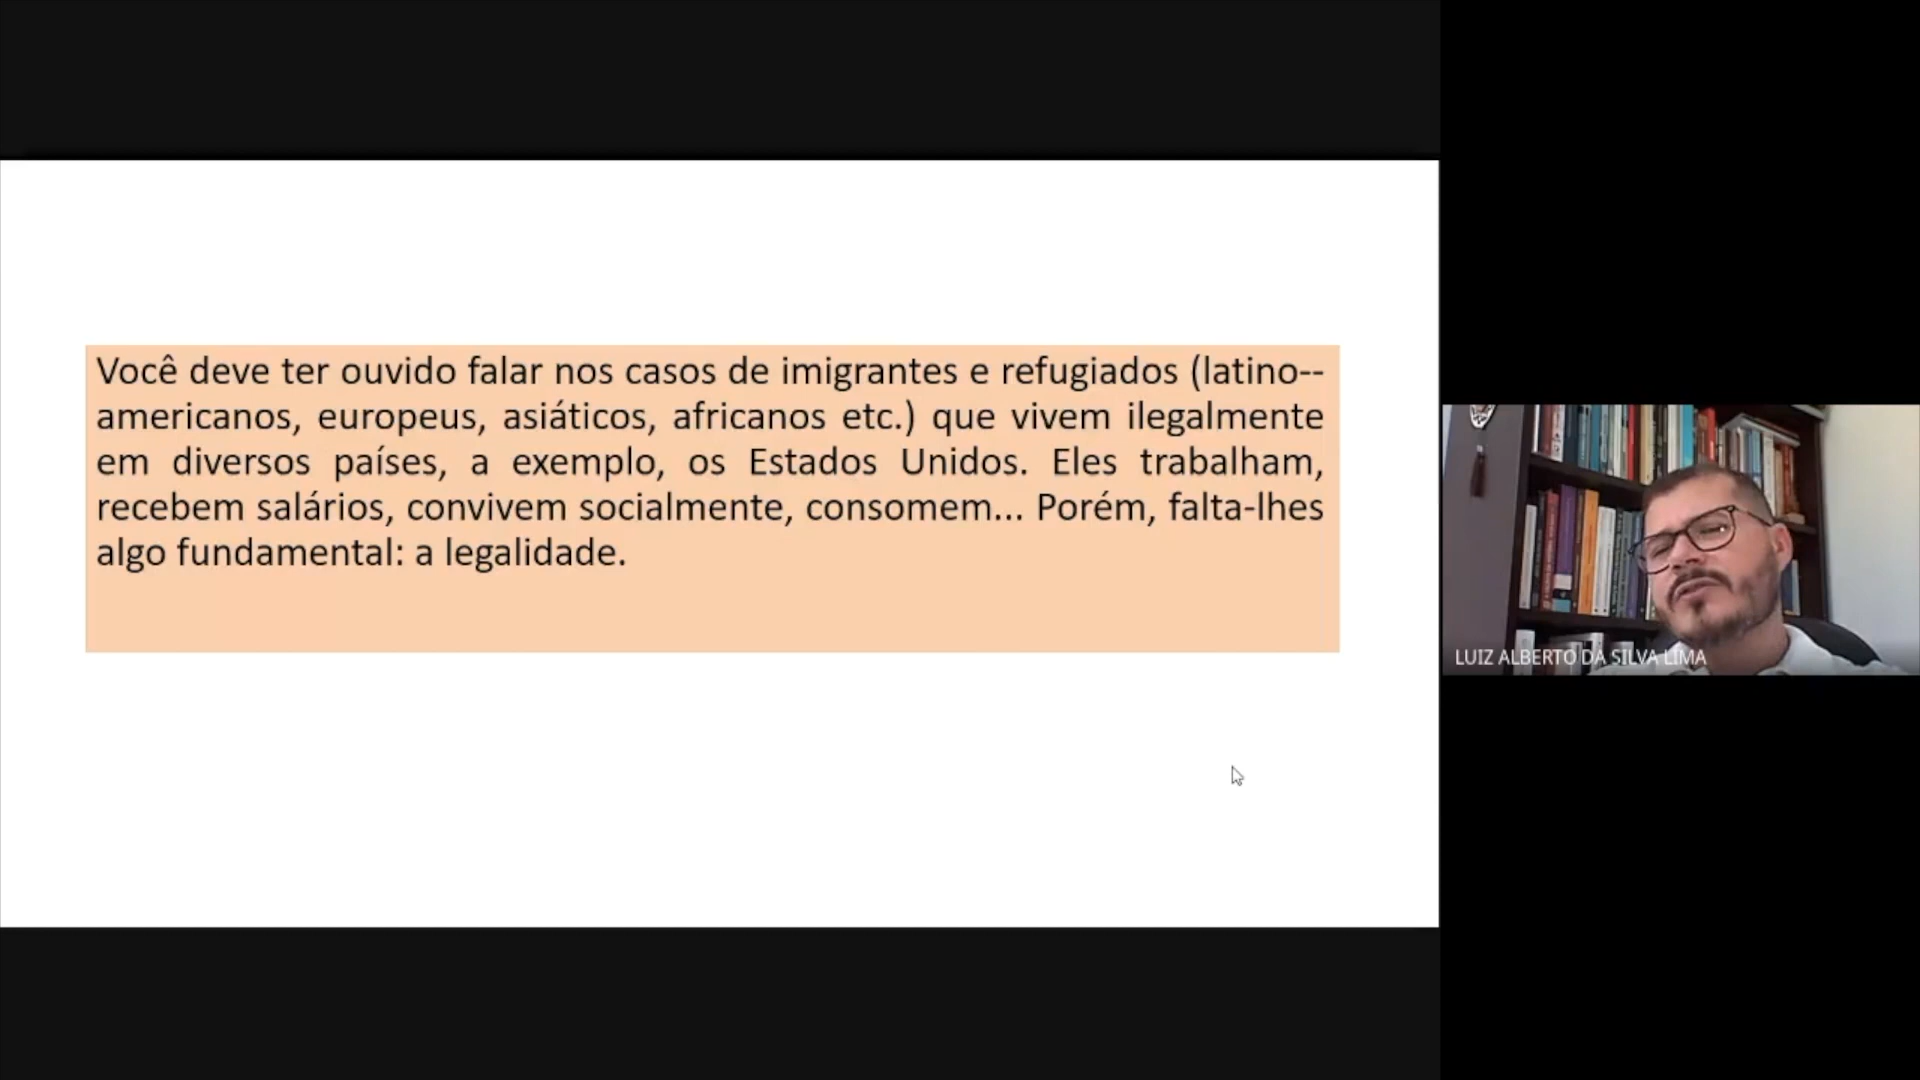 Você deve ter ouvido falar nos casos de imigrantes e refugiados (latino--
americanos, europeus, asiáticos, africanos etc.) que vivem ilegalmente
em diversos países, a exemplo, os Estados Unidos. Eles trabalham,
recebem salários, convivem socialmente, consomem... Porém, falta-lhes
algo fundamental: a legalidade.
LUIZ ALBERTO DA SILVA LIMA